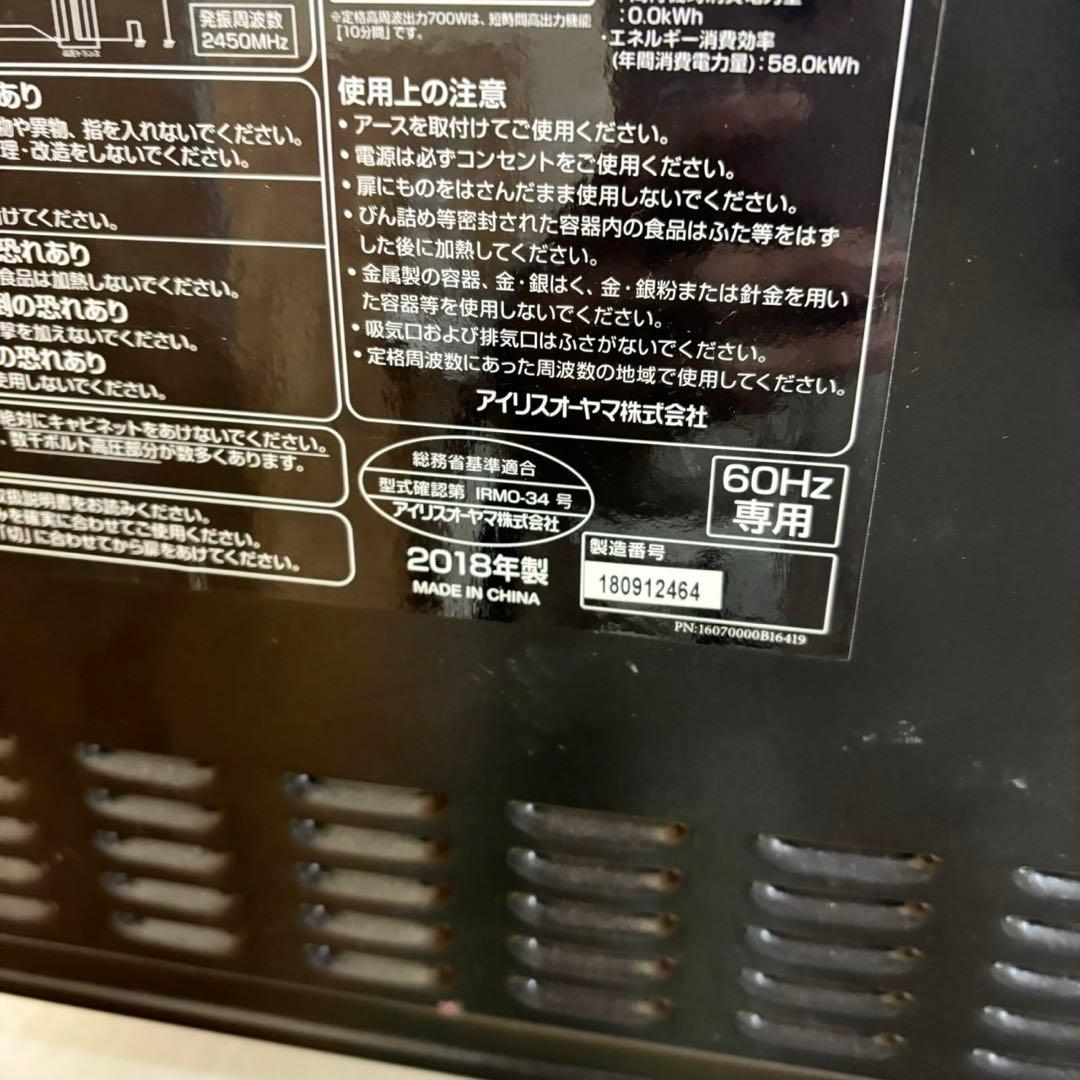 発振周波数
2450MHz
あり
物や異物、指を入れないでください。
理・改造をしないでください。
けてください。
恐れあり
食品は加熱しないでください。
倒の恐れあり
撃を加えないでください。
の恐れあり
使用しないでください。
絶対にキャビネットをあけないでください。
、数千ボルト高圧部分が数多くあります。
取扱説明書をお読みください。
みを確実に合わせてご使用ください。
「切」に合わせてから扉をあけてください。
※定格高周波出力700Wは、短時間高出力機能
[10分間]です。
:0.0kWh
・エネルギー消費効率
(年間消費電力量):58.0kWh
使用上の注意
・アースを取付けてご使用ください。
・電源は必ずコンセントをご使用ください。
・扉にものをはさんだまま使用しないでください。
・びん詰め等密封された容器内の食品はふた等をはず
した後に加熱してください。
・金属製の容器、金・銀はく、金・銀粉または針金を用い
た容器等を使用しないでください。
・吸気口および排気口はふさがないでください。
・定格周波数にあった周波数の地域で使用してください。
アイリスオーヤマ株式会社
総務省基準適合
型式確認第 IRMO-34 号
アイリスオーヤマ株式会社
2018年製
MADE IN CHINA
60Hz
専用
製造番号
180912464
PN:16070000B16419